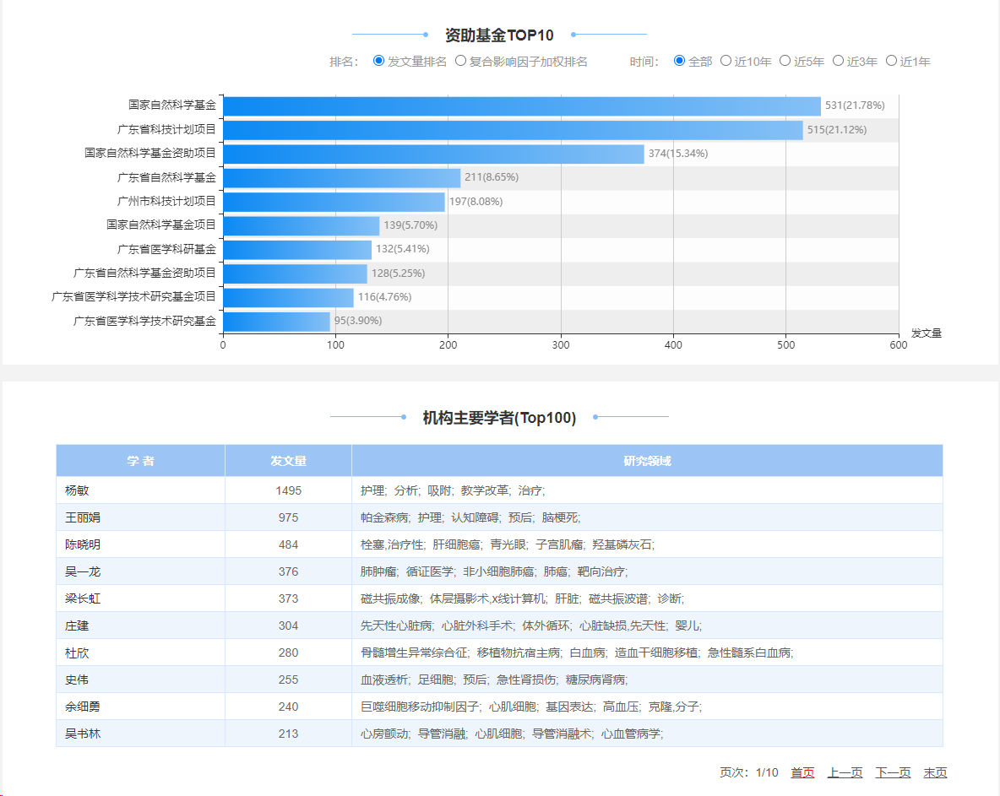 资助基金TOP10
排名： 发文量排名 复合影响因子加权排名 时间： 全部 近10年 近5年 近3年 近1年
国家自然科学基金 531(21.78%)
广东省科技计划项目 515(21.12%)
国家自然科学基金资助项目 374(15.34%)
广东省自然科学基金 211(8.65%)
广州市科技计划项目 197(8.08%)
国家自然科学基金项目 139(5.70%)
广东省医学科研基金 132(5.41%)
广东省自然科学基金资助项目 128(5.25%)
广东省医学科学技术研究基金项目 116(4.76%)
广东省医学科学技术研究基金 95(3.90%)
发文量
0 100 200 300 400 500 600
机构主要学者(Top100)
学 者 发文量 研究领域
杨敏 1495 护理; 分析; 吸附; 教学改革; 治疗;
王丽娟 975 帕金森病; 护理; 认知障碍; 预后; 脑梗死;
陈晓明 484 栓塞,治疗性; 肝细胞癌; 青光眼; 子宫肌瘤; 羟基磷灰石;
吴一龙 376 肺肿瘤; 循证医学; 非小细胞肺癌; 肺癌; 靶向治疗;
梁长虹 373 磁共振成像; 体层摄影术,x线计算机; 肝脏; 磁共振波谱; 诊断;
庄建 304 先天性心脏病; 心脏外科手术; 体外循环; 心脏缺损,先天性; 婴儿;
杜欣 280 骨髓增生异常综合征; 移植物抗宿主病; 白血病; 造血干细胞移植; 急性髓系白血病;
史伟 255 血液透析; 足细胞; 预后; 急性肾损伤; 糖尿病肾病;
余细勇 240 巨噬细胞移动抑制因子; 心肌细胞; 基因表达; 高血压; 克隆,分子;
吴书林 213 心房颤动; 导管消融; 心肌细胞; 导管消融术; 心血管病学;
页次：1/10 首页 上一页 下一页 末页